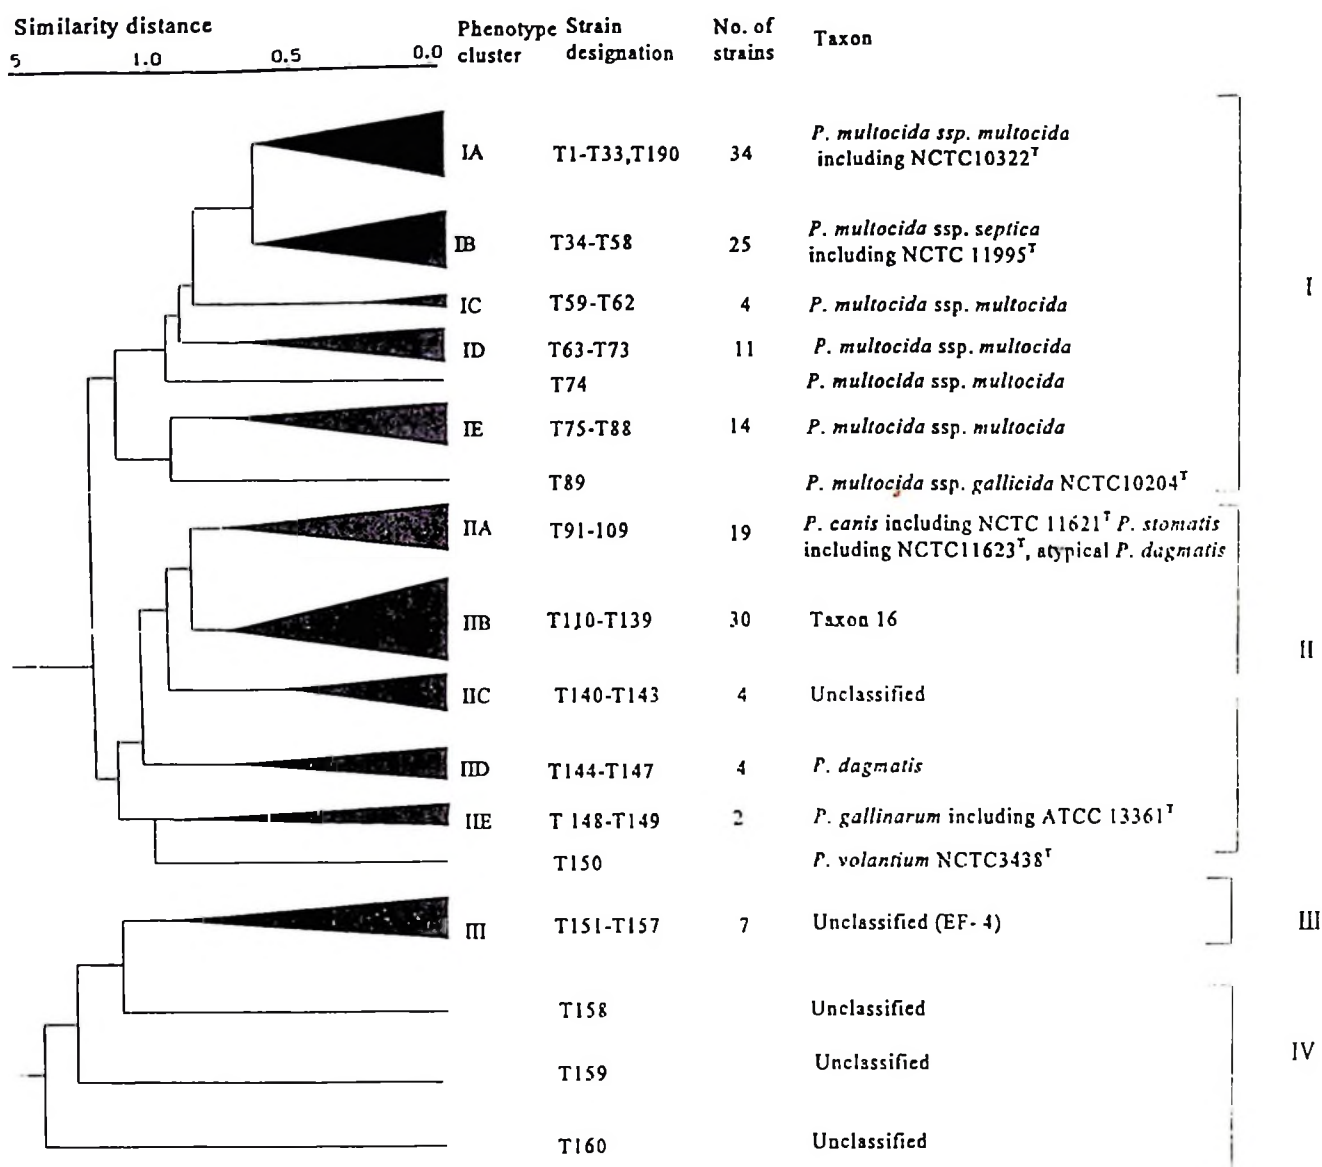 Similarity distance
5 1.0 0.5 0.0
Phenotype cluster
Strain designation
No. of strains
Taxon
IA T1-T33,T190 34 P. multocida ssp. multocida
including NCTC10322ᵀ
IB T34-T58 25 P. multocida ssp. septica
including NCTC 11995ᵀ
IC T59-T62 4 P. multocida ssp. multocida
ID T63-T73 11 P. multocida ssp. multocida
T74 P. multocida ssp. multocida
IE T75-T88 14 P. multocida ssp. multocida
T89 P. multocida ssp. gallicida NCTC10204ᵀ
I
IIA T91-109 19 P. canis including NCTC 11621ᵀ P. stomatis
including NCTC11623ᵀ, atypical P. dagmatis
IIB T110-T139 30 Taxon 16
IIC T140-T143 4 Unclassified
IID T144-T147 4 P. dagmatis
IIE T 148-T149 2 P. gallinarum including ATCC 13361ᵀ
T150 P. volantium NCTC3438ᵀ
II
III T151-T157 7 Unclassified (EF- 4)
III
T158 Unclassified
T159 Unclassified
T160 Unclassified
IV